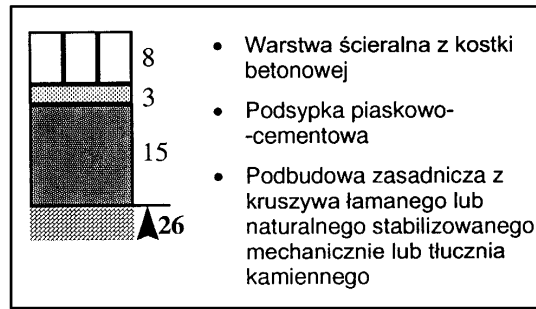 8
3
15
26
• Warstwa ścieralna z kostki
betonowej
• Podsypka piaskowo-
-cementowa
• Podbudowa zasadnicza z
kruszywa łamanego lub
naturalnego stabilizowanego
mechanicznie lub tłucznia
kamiennego